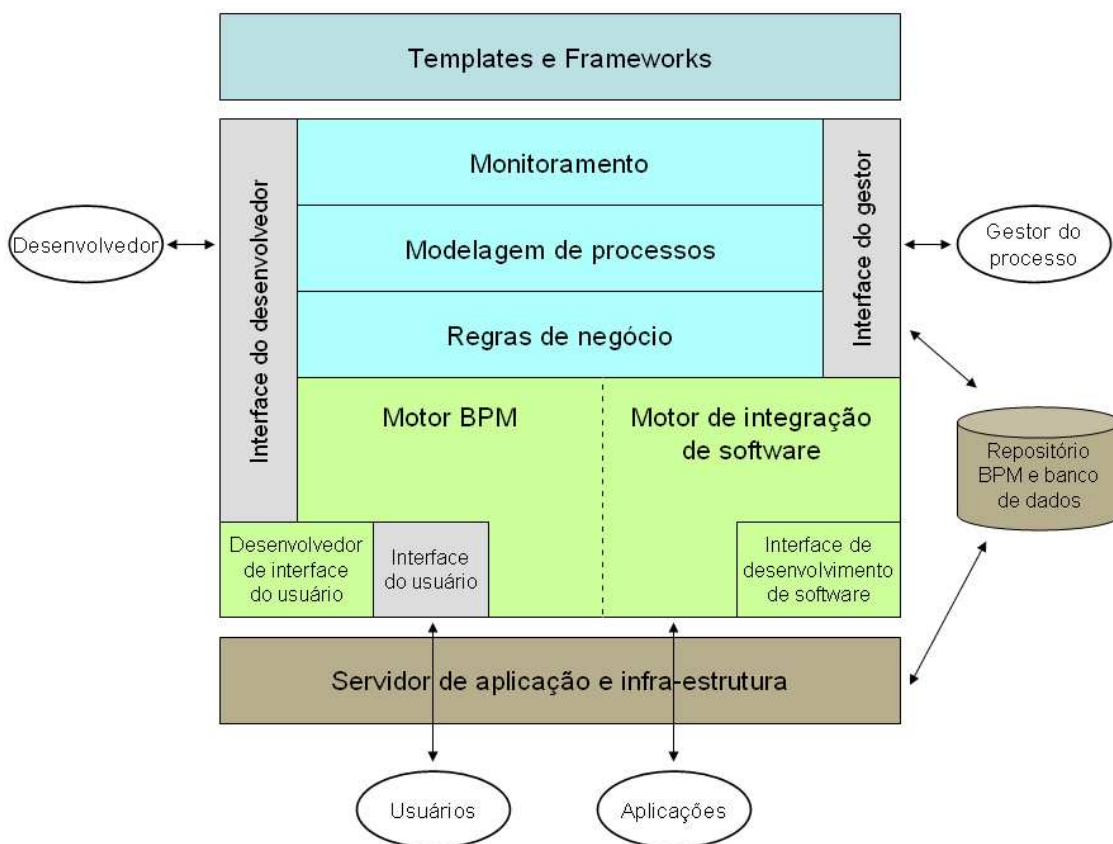 Templates e Frameworks
Interface do desenvolvedor
Monitoramento
Interface do gestor
Desenvolvedor
Modelagem de processos
Gestor do
processo
Regras de negócio
Motor BPM
Motor de integração
de software
Repositório
BPM e banco
de dados
Desenvolvedor
de interface
do usuário
Interface
do usuário
Interface de
desenvolvimento
de software
Servidor de aplicação e infra-estrutura
Usuários
Aplicações